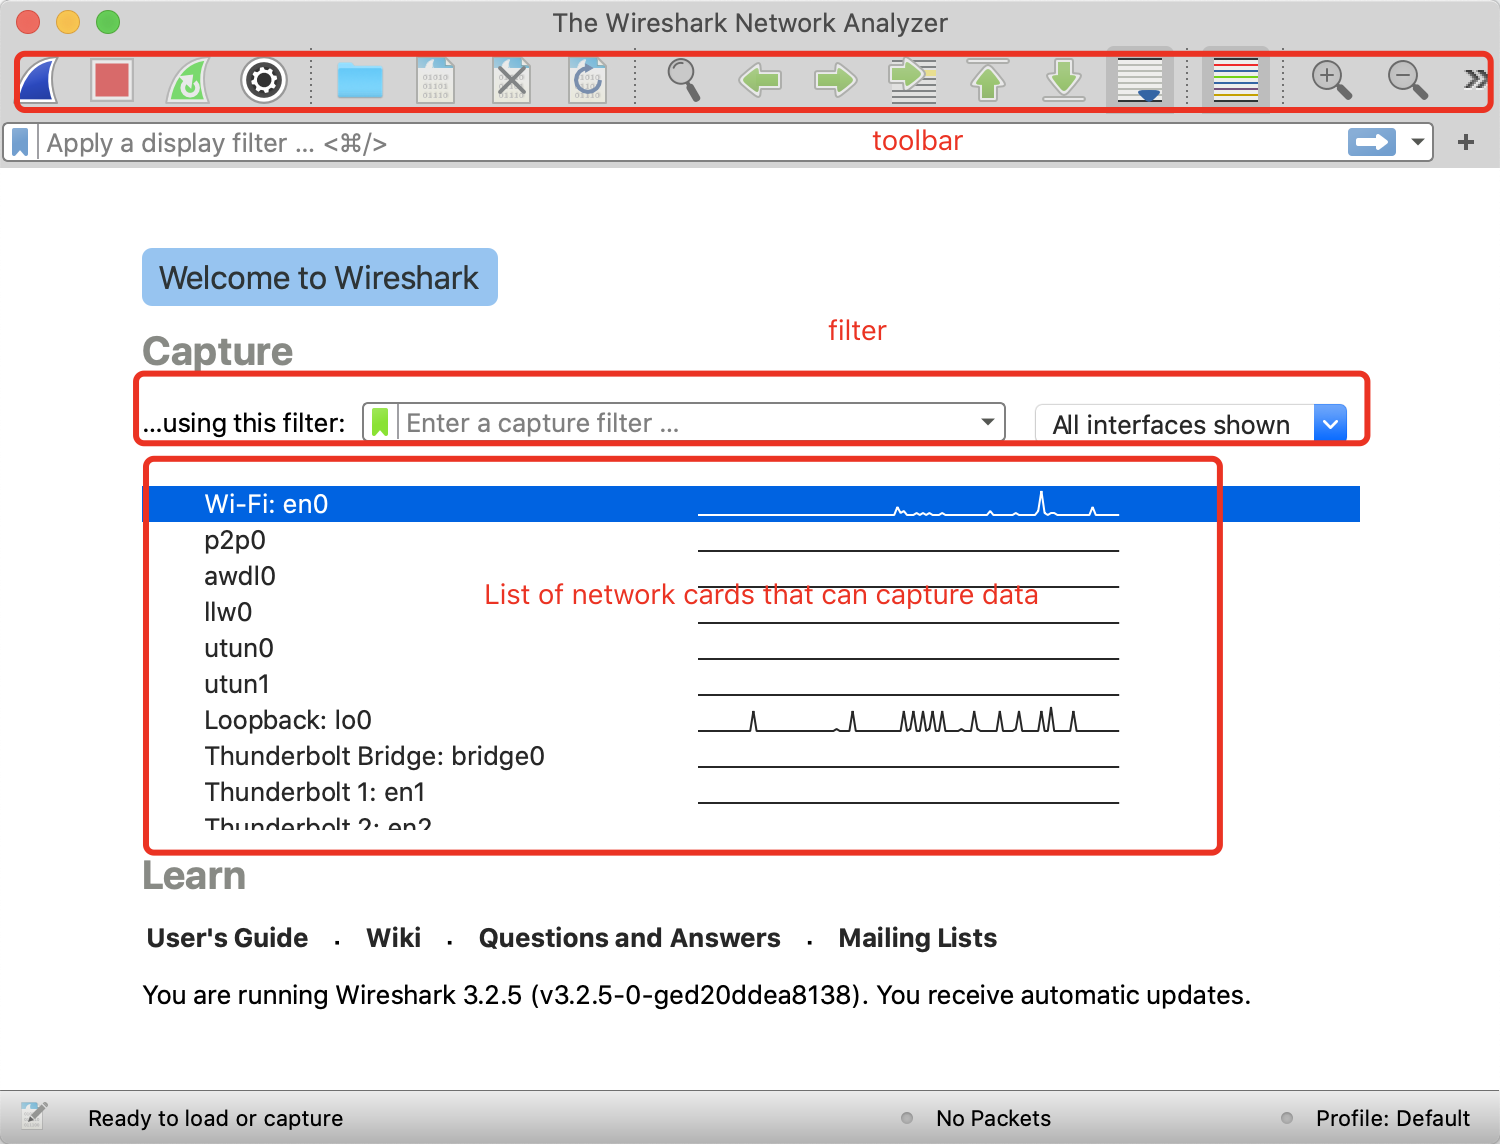 The Wireshark Network Analyzer
Apply a display filter ... <⌘/>
toolbar
Welcome to Wireshark
filter
Capture
...using this filter:
Enter a capture filter ...
All interfaces shown
Wi-Fi: en0
p2p0
awdl0
List of network cards that can capture data
llw0
utun0
utun1
Loopback: lo0
Thunderbolt Bridge: bridge0
Thunderbolt 1: en1
Thunderbolt 2: en2
Learn
User's Guide . Wiki . Questions and Answers . Mailing Lists
You are running Wireshark 3.2.5 (v3.2.5-0-ged20ddea8138). You receive automatic updates.
Ready to load or capture
No Packets
Profile: Default